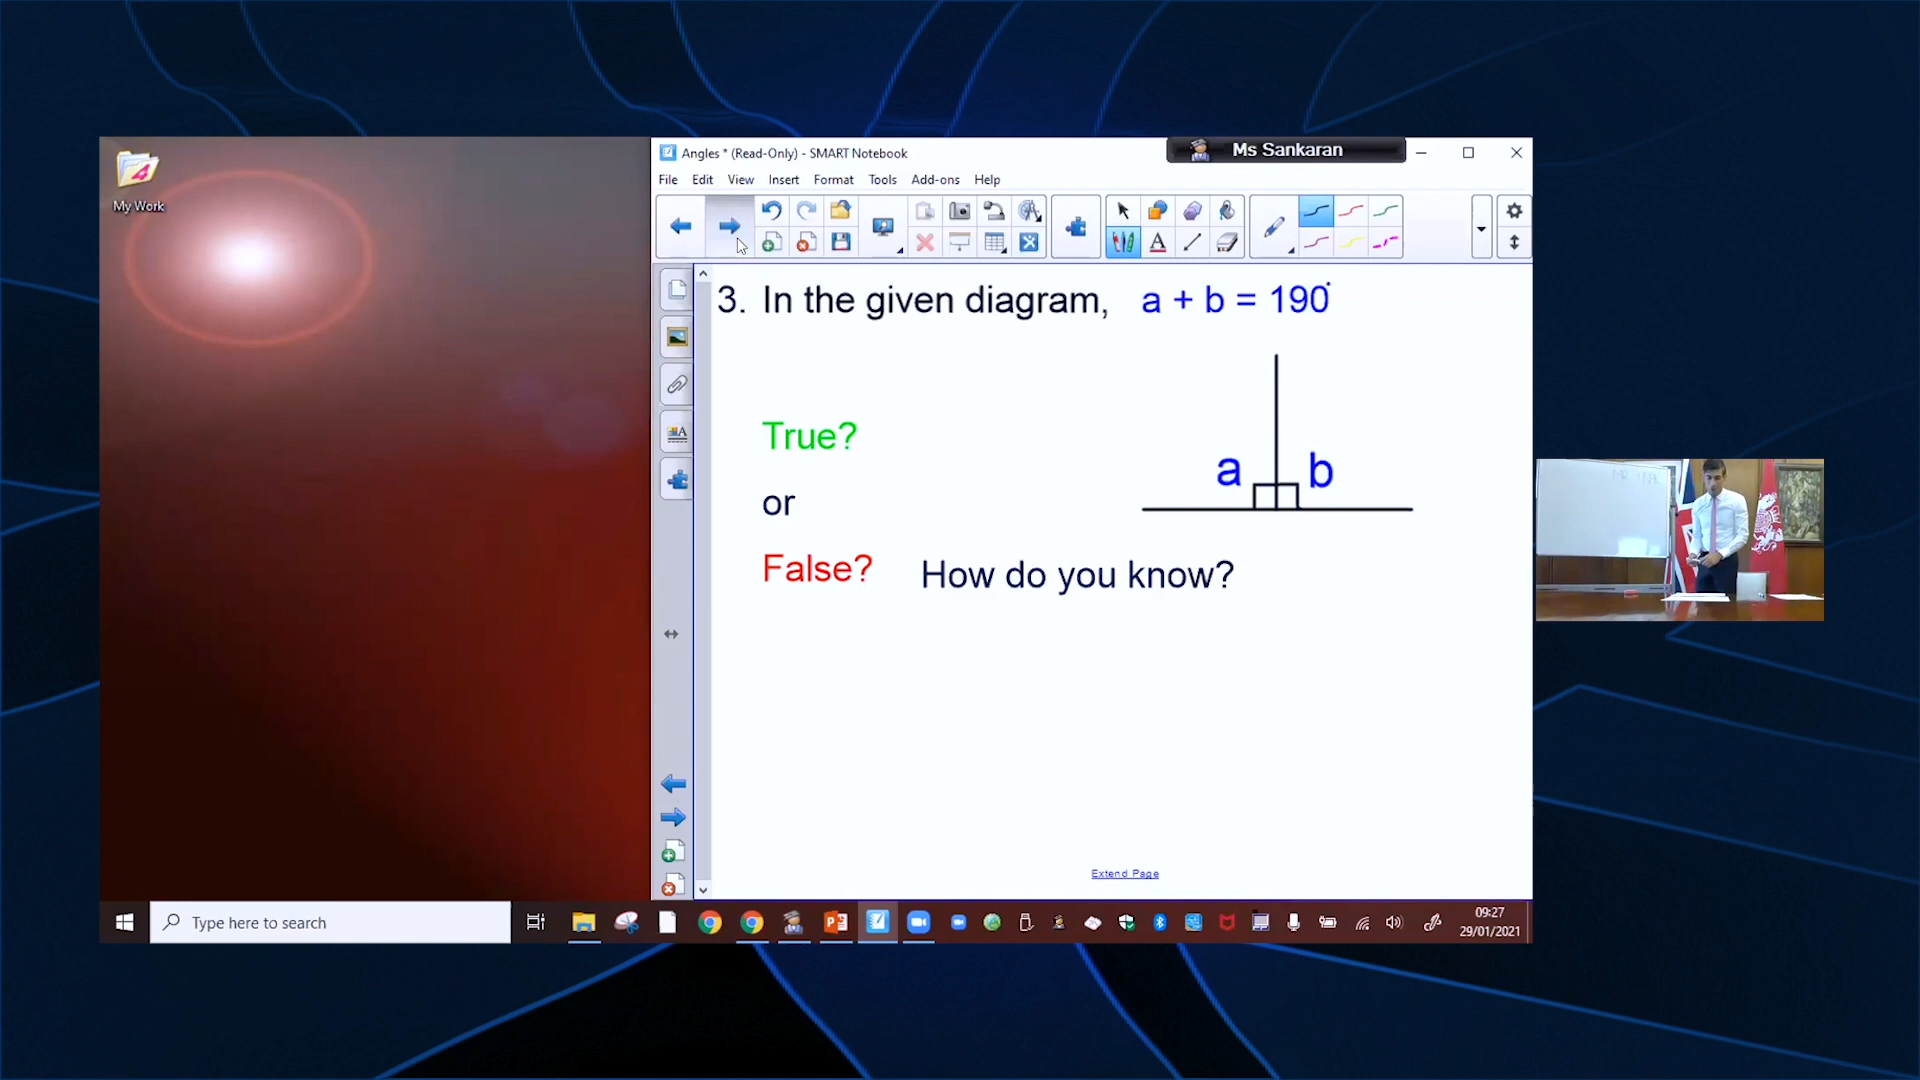 My Work
Angles * (Read-Only) - SMART Notebook
Ms Sankaran
File Edit View Insert Format Tools Add-ons Help
3. In the given diagram, a + b = 190°
True?
a b
or
False? How do you know?
Extend Page
Type here to search
09:27
29/01/2021